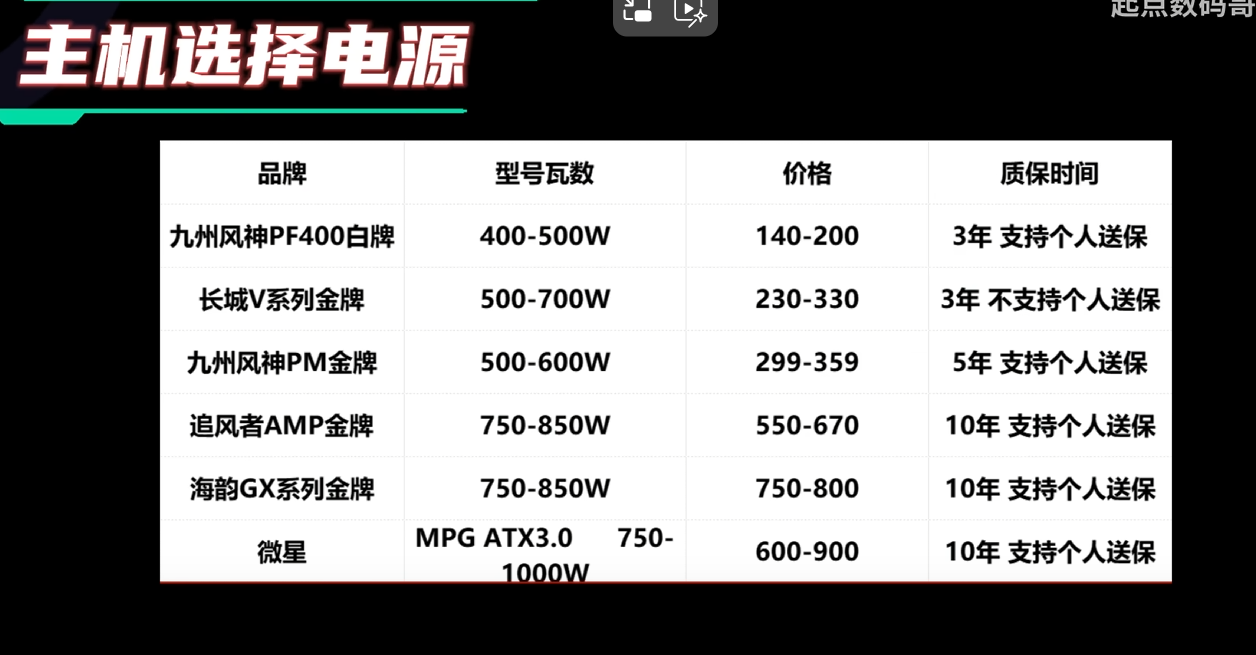 起点数码哥
主机选择电源
品牌 型号瓦数 价格 质保时间
九州风神PF400白牌 400-500W 140-200 3年 支持个人送保
长城V系列金牌 500-700W 230-330 3年 不支持个人送保
九州风神PM金牌 500-600W 299-359 5年 支持个人送保
追风者AMP金牌 750-850W 550-670 10年 支持个人送保
海韵GX系列金牌 750-850W 750-800 10年 支持个人送保
微星 MPG ATX3.0 750-1000W 600-900 10年 支持个人送保